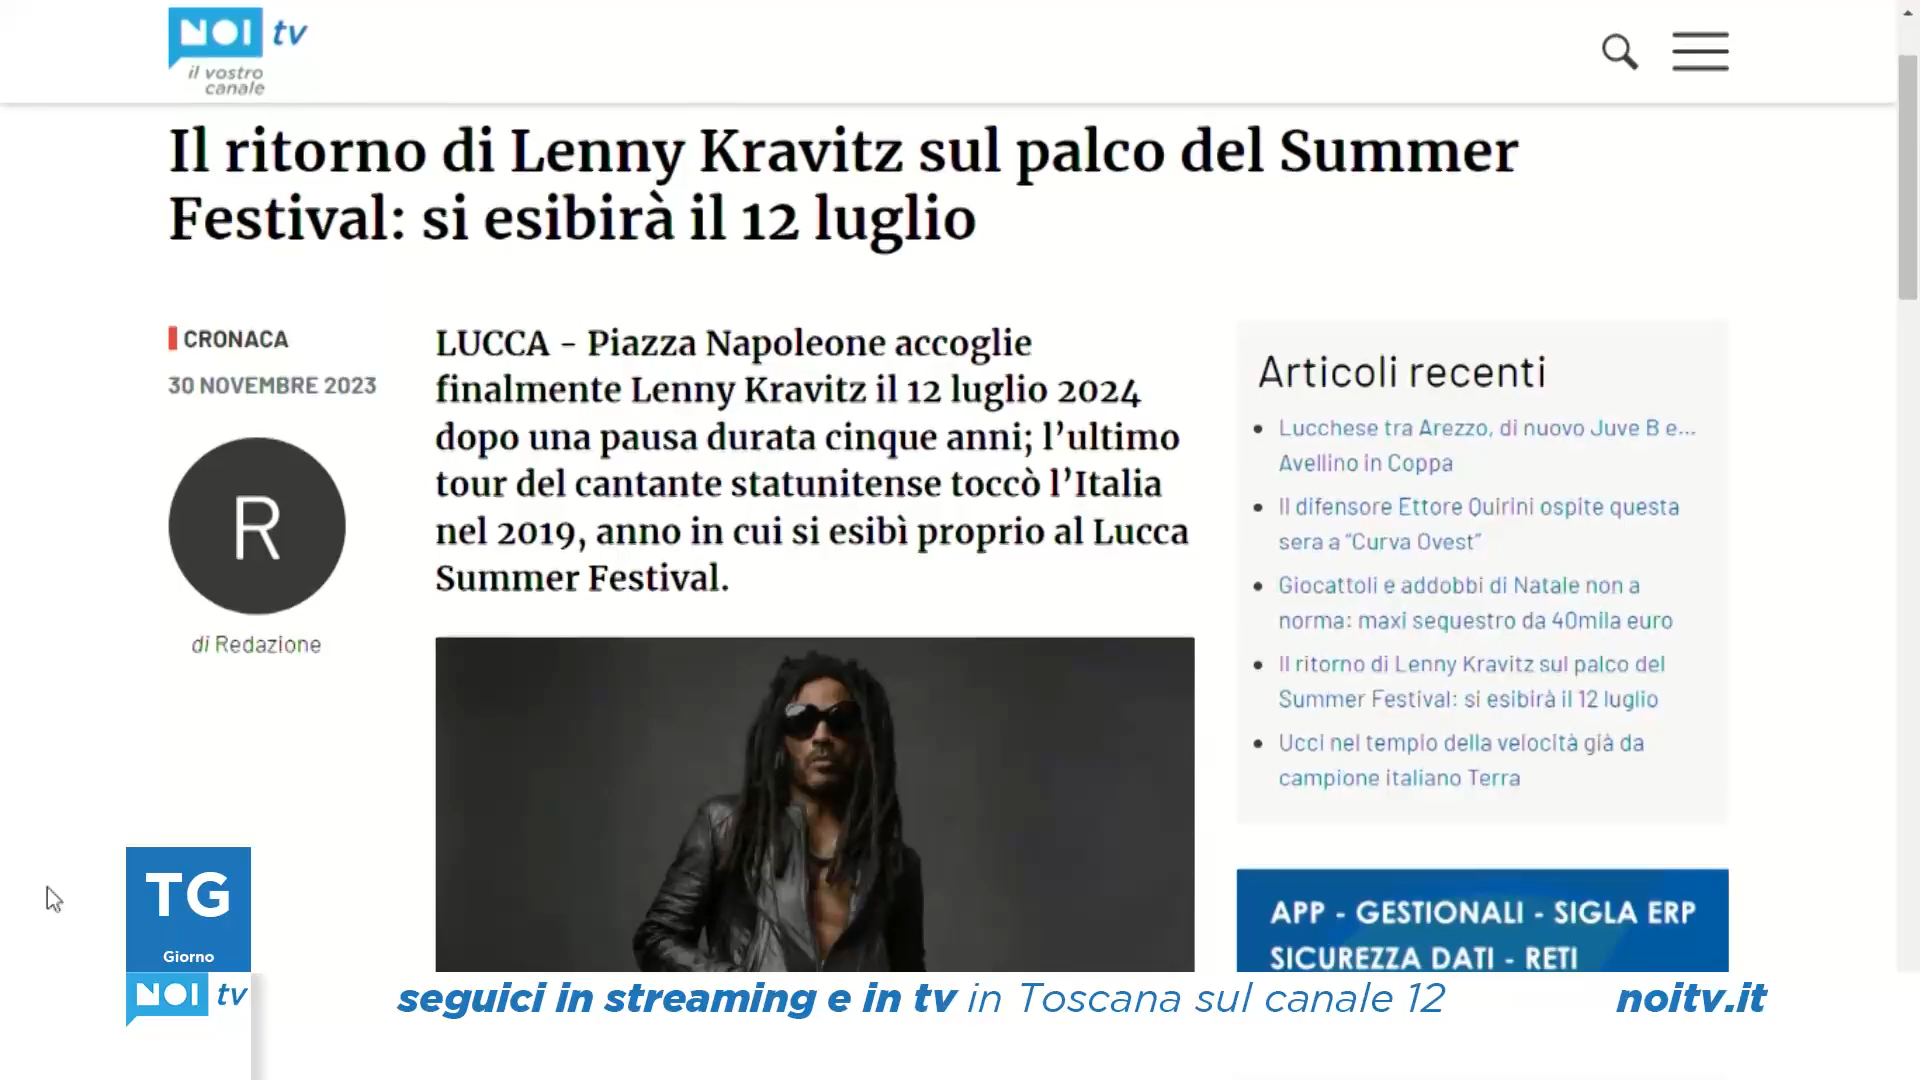 NOI tv
il vostro
canale
Il ritorno di Lenny Kravitz sul palco del Summer
Festival: si esibirà il 12 luglio
CRONACA
30 NOVEMBRE 2023
R
di Redazione
LUCCA - Piazza Napoleone accoglie
finalmente Lenny Kravitz il 12 luglio 2024
dopo una pausa durata cinque anni; l’ultimo
tour del cantante statunitense toccò l’Italia
nel 2019, anno in cui si esibì proprio al Lucca
Summer Festival.
Articoli recenti
Lucchese tra Arezzo, di nuovo Juve B e...
Avellino in Coppa
Il difensore Ettore Quirini ospite questa
sera a “Curva Ovest”
Giocattoli e addobbi di Natale non a
norma: maxi sequestro da 40mila euro
Il ritorno di Lenny Kravitz sul palco del
Summer Festival: si esibirà il 12 luglio
Ucci nel tempio della velocità già da
campione italiano Terra
APP - GESTIONALI - SIGLA ERP
SICUREZZA DATI - RETI
TG
Giorno
NOI tv
seguici in streaming e in tv in Toscana sul canale 12
noitv.it